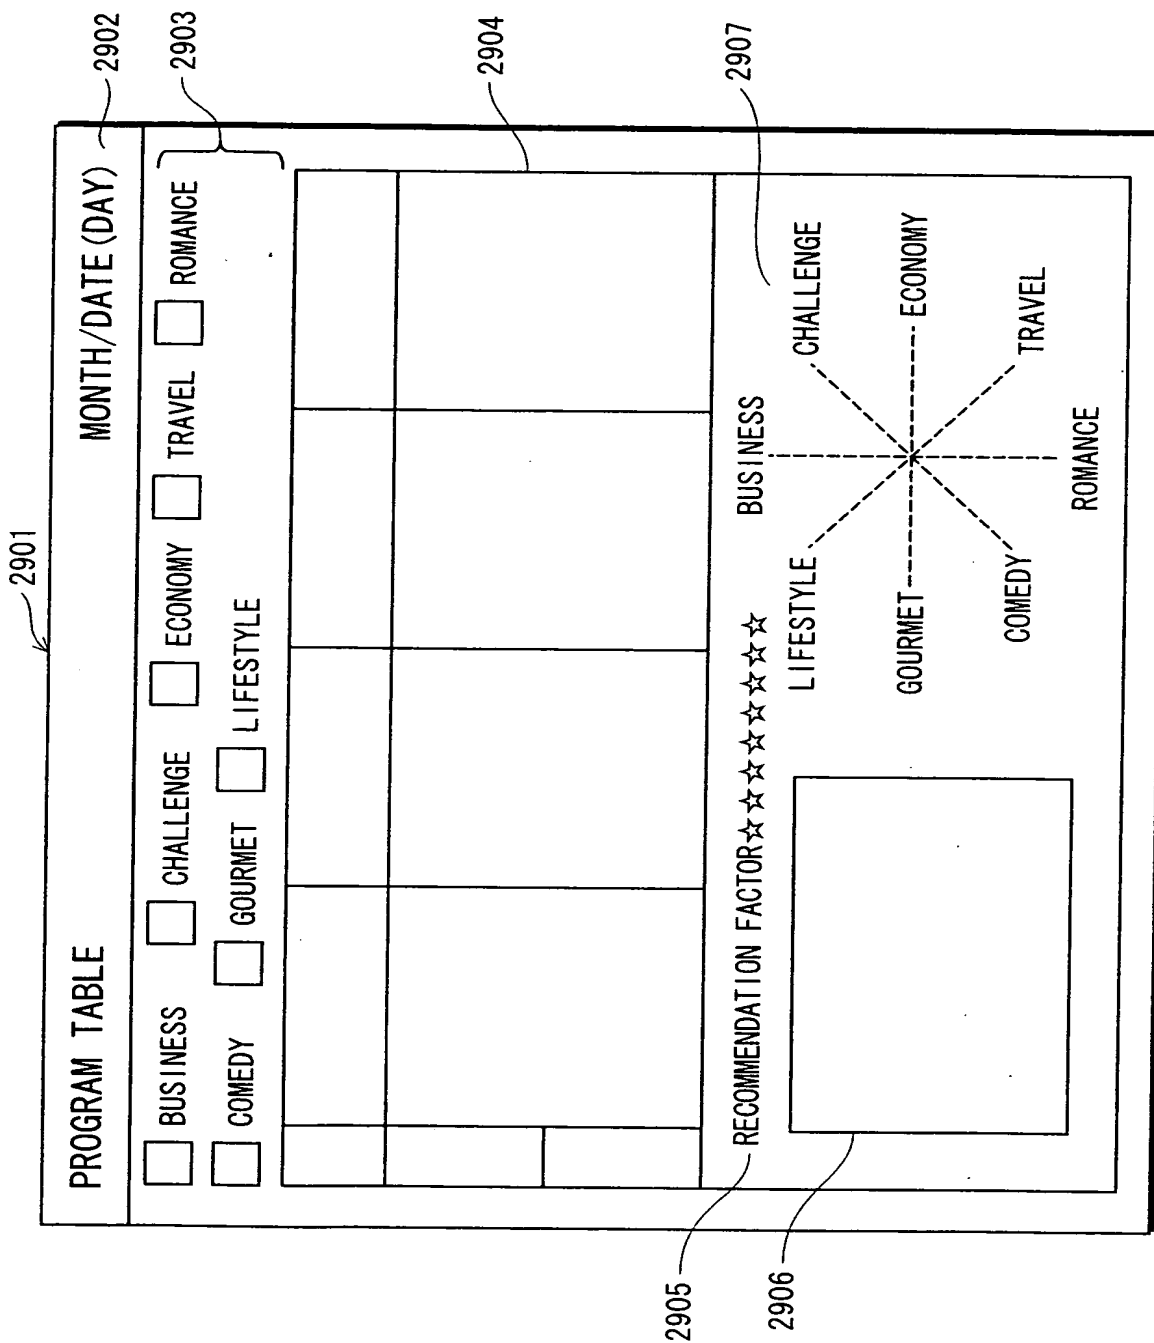 2901
PROGRAM TABLE MONTH/DATE(DAY) 2902
BUSINESS CHALLENGE ECONOMY TRAVEL ROMANCE 2903
COMEDY GOURMET LIFESTYLE
2904
2905 RECOMMENDATION FACTOR☆☆☆☆☆☆☆☆
2906
2907
BUSINESS
LIFESTYLE CHALLENGE
GOURMET ECONOMY
COMEDY TRAVEL
ROMANCE